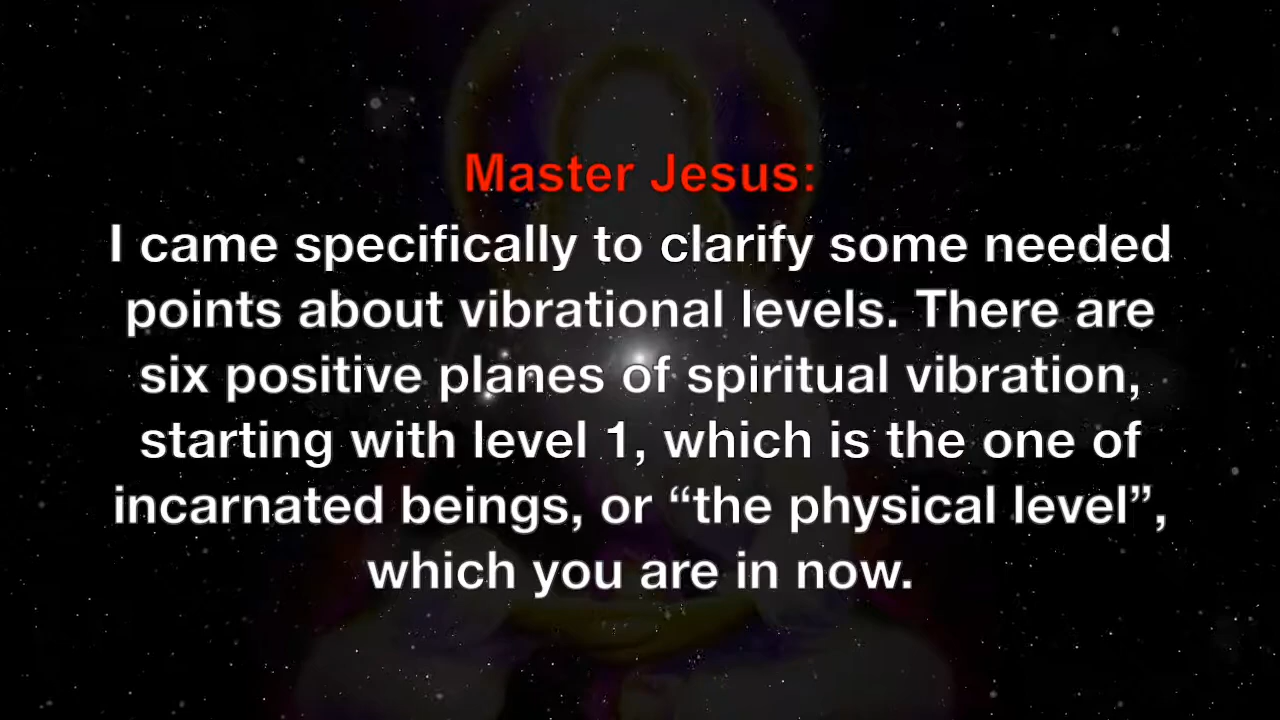 Master Jesus:
I came specifically to clarify some needed
points about vibrational levels. There are
six positive planes of spiritual vibration,
starting with level 1, which is the one of
incarnated beings, or “the physical level”,
which you are in now.